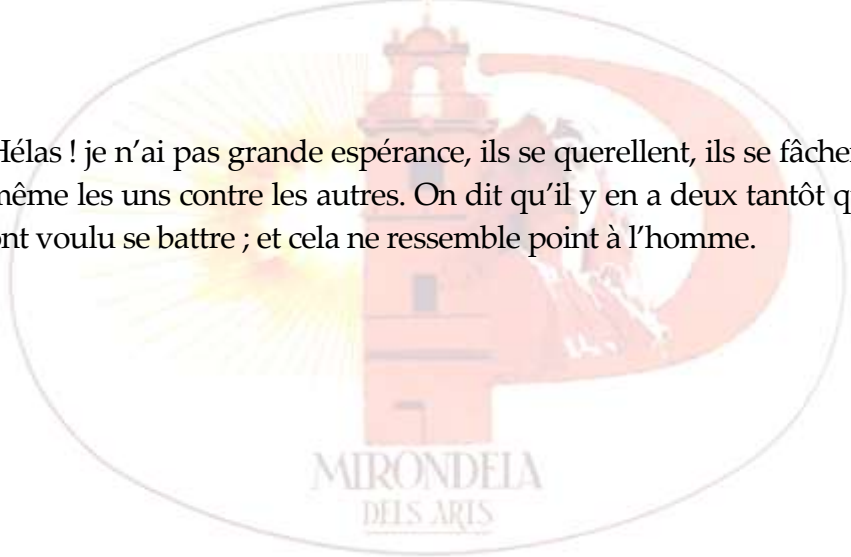 Hélas ! je n’ai pas grande espérance, ils se querellent, ils se fâche
même les uns contre les autres. On dit qu’il y en a deux tantôt q
ont voulu se battre ; et cela ne ressemble point à l’homme.
MIRONDELA
DELS ARTS